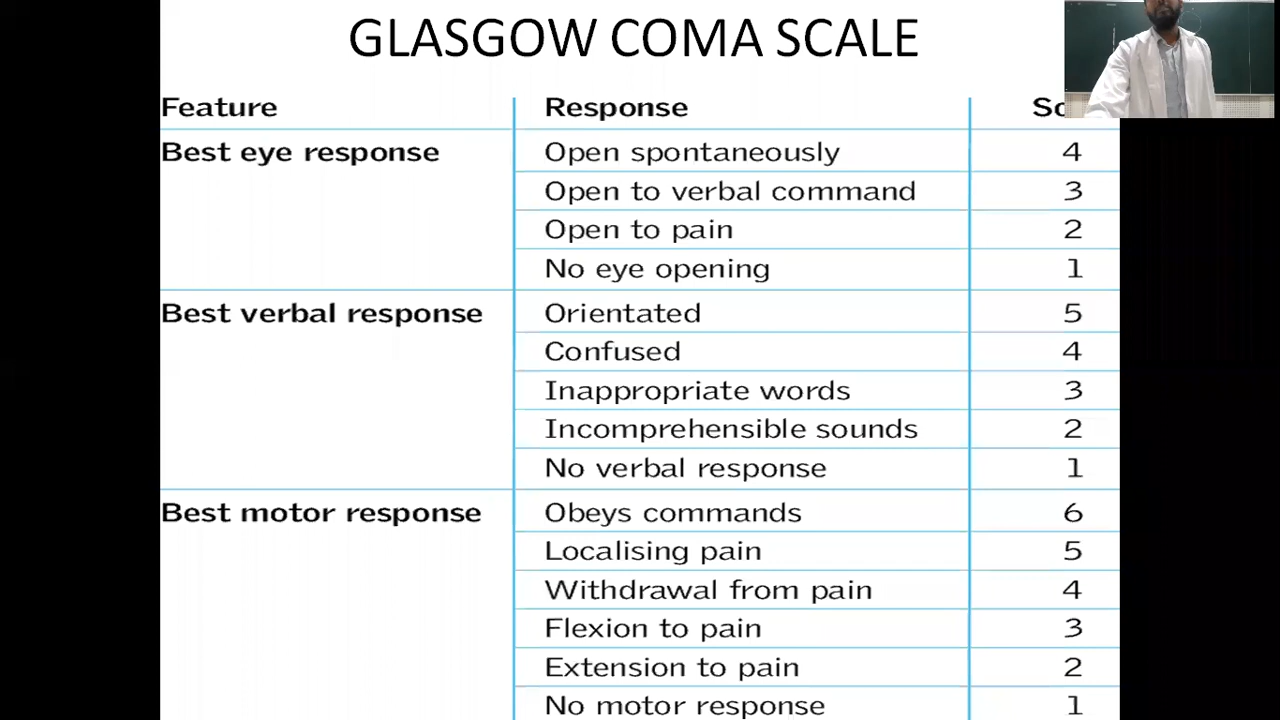 GLASGOW COMA SCALE
Feature Response
Best eye response Open spontaneously 4
Open to verbal command 3
Open to pain 2
No eye opening 1
Best verbal response Orientated 5
Confused 4
Inappropriate words 3
Incomprehensible sounds 2
No verbal response 1
Best motor response Obeys commands 6
Localising pain 5
Withdrawal from pain 4
Flexion to pain 3
Extension to pain 2
No motor response 1